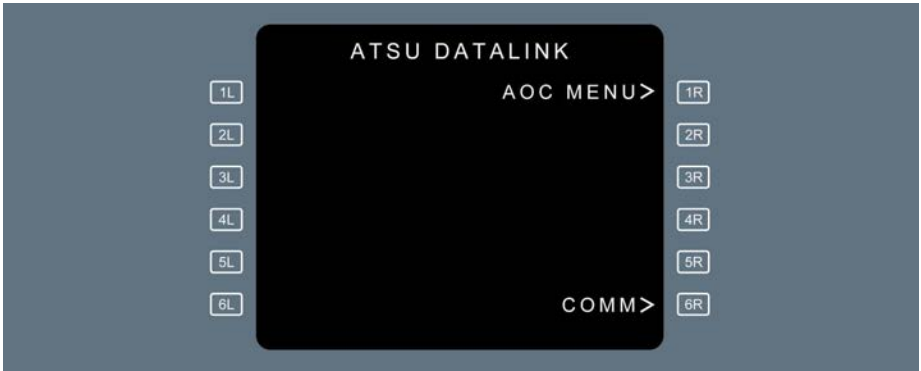 ATSU DATALINK
1L AOC MENU> 1R
2L 2R
3L 3R
4L 4R
5L 5R
6L COMM> 6R